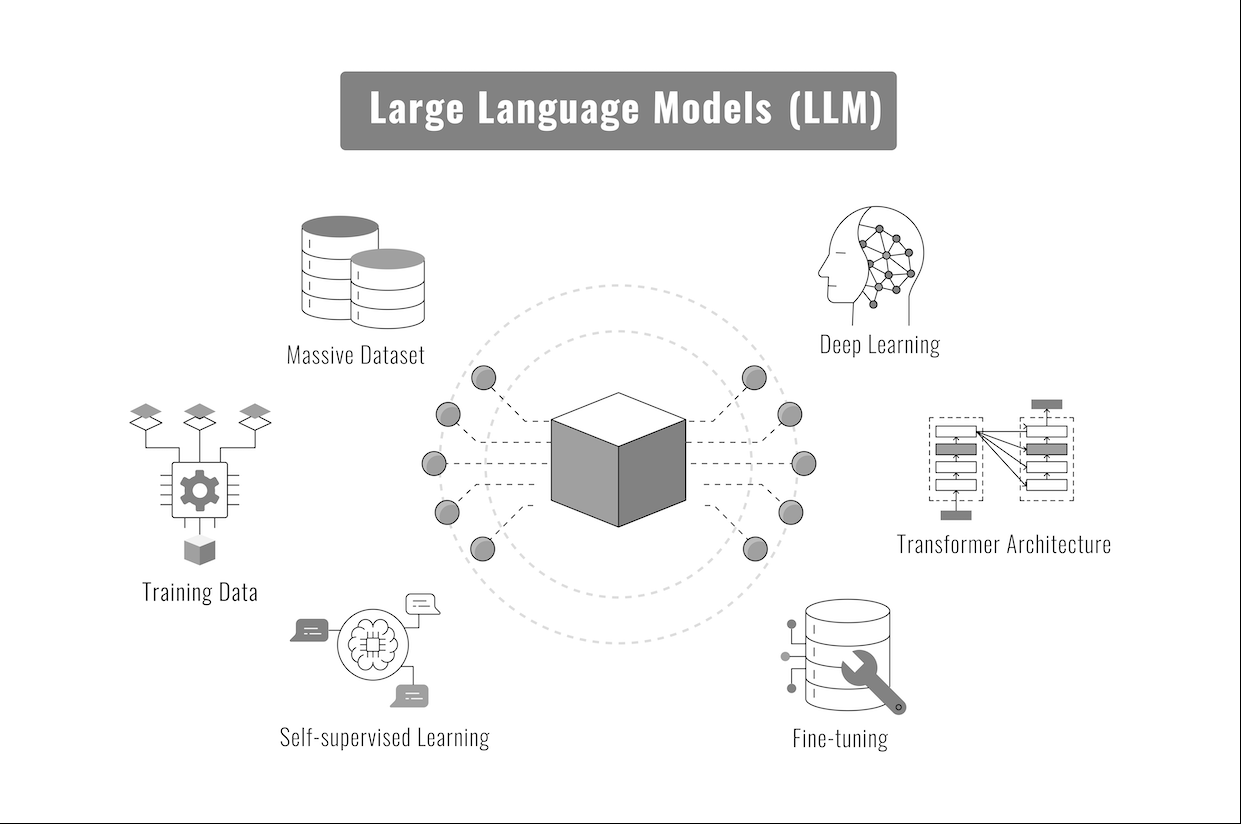 Large Language Models (LLM)
Massive Dataset
Deep Learning
Training Data
Transformer Architecture
Self-supervised Learning
Fine-tuning